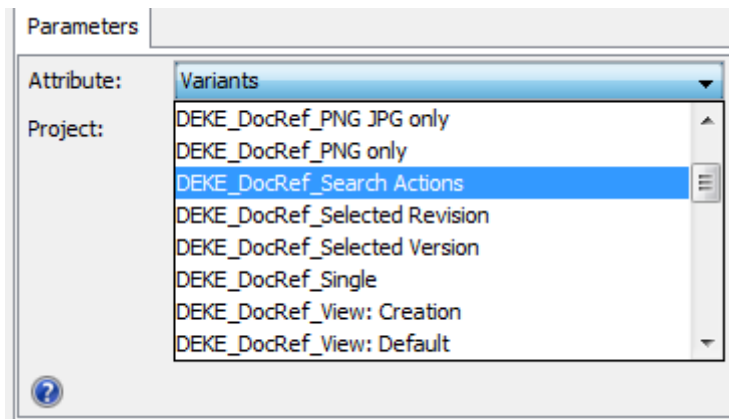 Parameters
Attribute: Variants
Project:
DEKE_DocRef_PNG JPG only
DEKE_DocRef_PNG only
DEKE_DocRef_Search Actions
DEKE_DocRef_Selected Revision
DEKE_DocRef_Selected Version
DEKE_DocRef_Single
DEKE_DocRef_View: Creation
DEKE_DocRef_View: Default
?